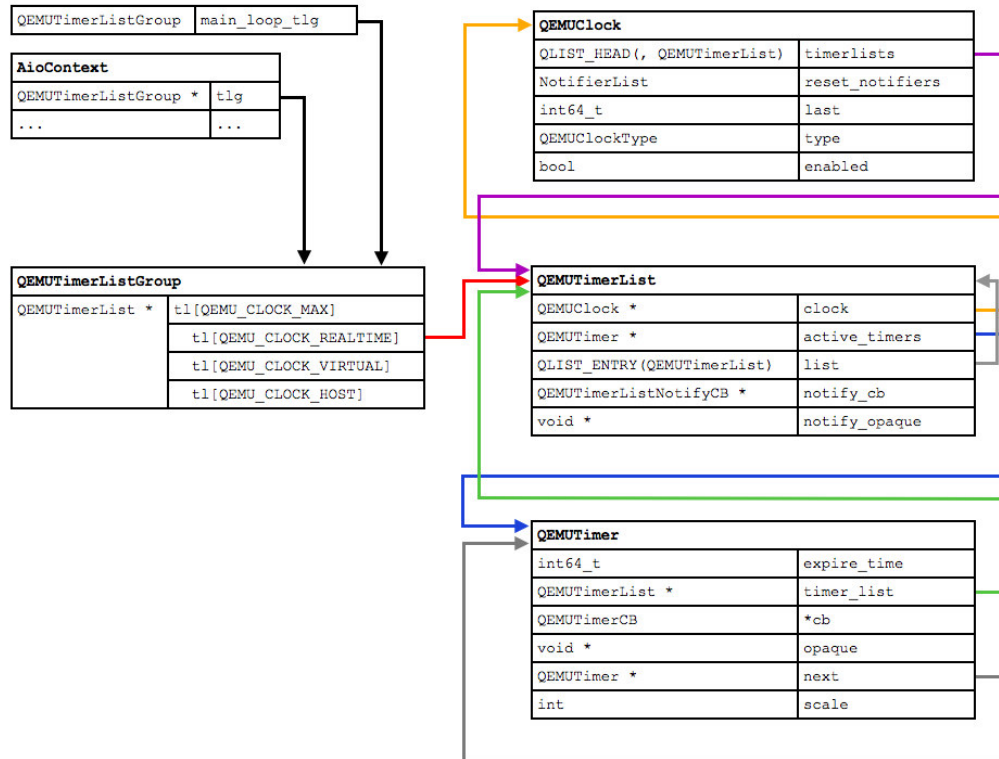 QEMUTimerListGroup main_loop_tlg
AioContext
QEMUTimerListGroup * tlg
... ...
QEMUClock
QLIST_HEAD(, QEMUTimerList) timerlists
NotifierList reset_notifiers
int64_t last
QEMUClockType type
bool enabled
QEMUTimerListGroup
QEMUTimerList * tl[QEMU_CLOCK_MAX]
tl[QEMU_CLOCK_REALTIME]
tl[QEMU_CLOCK_VIRTUAL]
tl[QEMU_CLOCK_HOST]
QEMUTimerList
QEMUClock * clock
QEMUTimer * active_timers
QLIST_ENTRY(QEMUTimerList) list
QEMUTimerListNotifyCB * notify_cb
void * notify_opaque
QEMUTimer
int64_t expire_time
QEMUTimerList * timer_list
QEMUTimerCB *cb
void * opaque
QEMUTimer * next
int scale